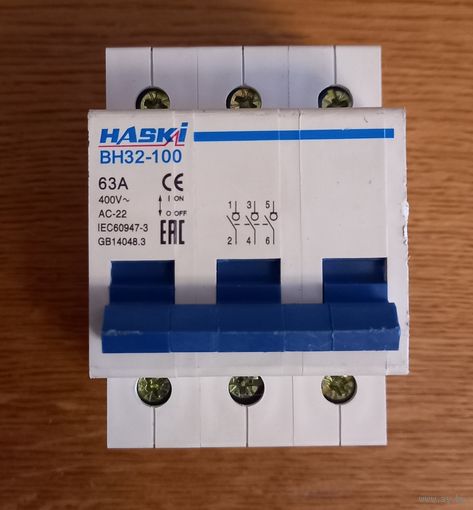 HASKI
BH32-100
63A CE
400V~ ↑ I ON
AC-22 ↓ O OFF
IEC60947-3 EAC
GB14048.3
1 3 5
2 4 6